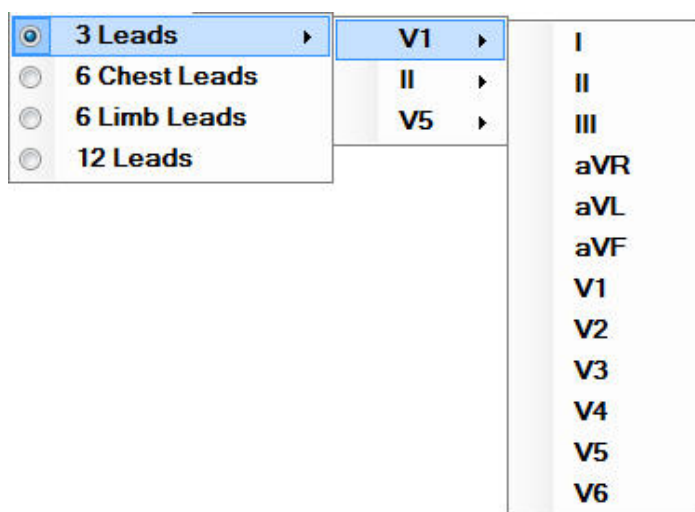 3 Leads
6 Chest Leads
6 Limb Leads
12 Leads
V1
II
V5
I
II
III
aVR
aVL
aVF
V1
V2
V3
V4
V5
V6